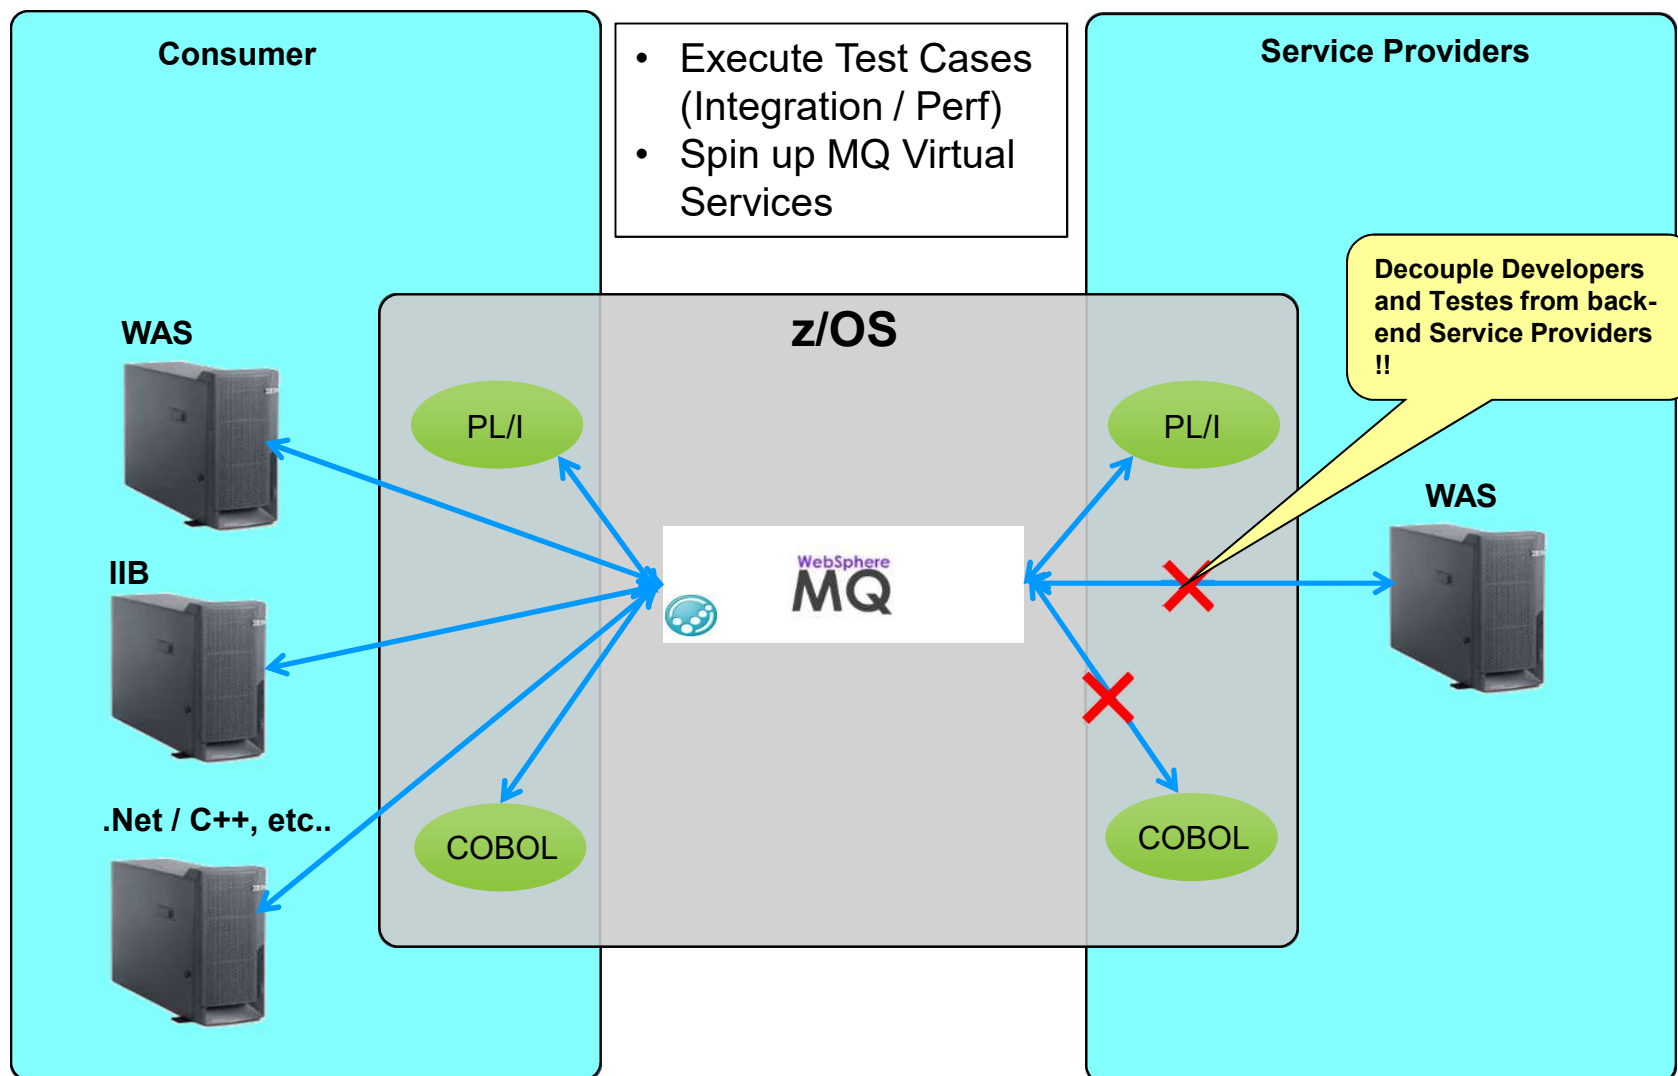 Consumer
• Execute Test Cases
(Integration / Perf)
• Spin up MQ Virtual
Services
Service Providers
Decouple Developers
and Testes from back-
end Service Providers
!!
z/OS
WAS
PL/I
PL/I
WAS
WebSphere
MQ
IIB
.Net / C++, etc..
COBOL
COBOL